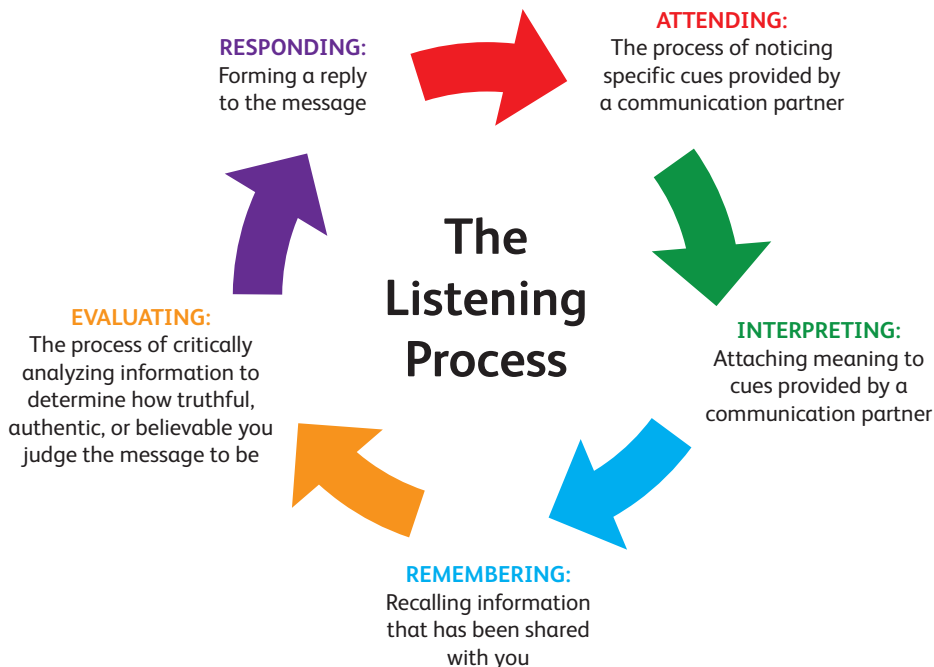 ATTENDING:
The process of noticing
specific cues provided by
a communication partner
INTERPRETING:
Attaching meaning to
cues provided by a
communication partner
REMEMBERING:
Recalling information
that has been shared
with you
EVALUATING:
The process of critically
analyzing information to
determine how truthful,
authentic, or believable you
judge the message to be
RESPONDING:
Forming a reply
to the message
The
Listening
Process